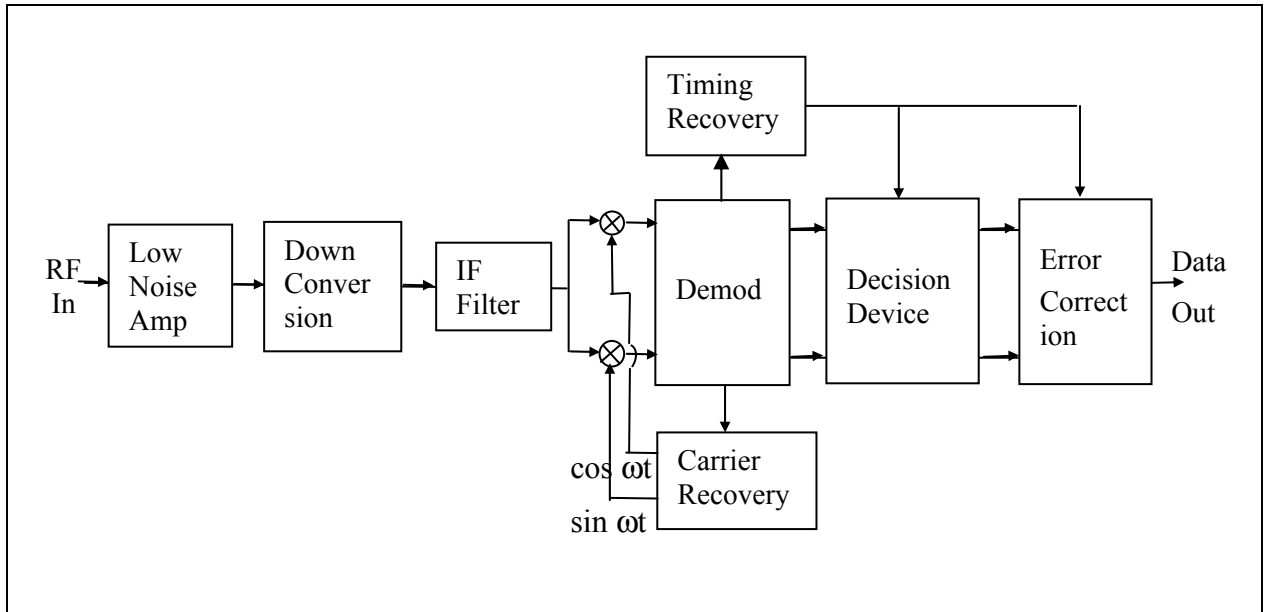 Timing
Recovery
RF
In
Low
Noise
Amp
Down
Conver
sion
IF
Filter
Demod
Decision
Device
Error
Correct
ion
Data
Out
cos ωt
sin ωt
Carrier
Recovery